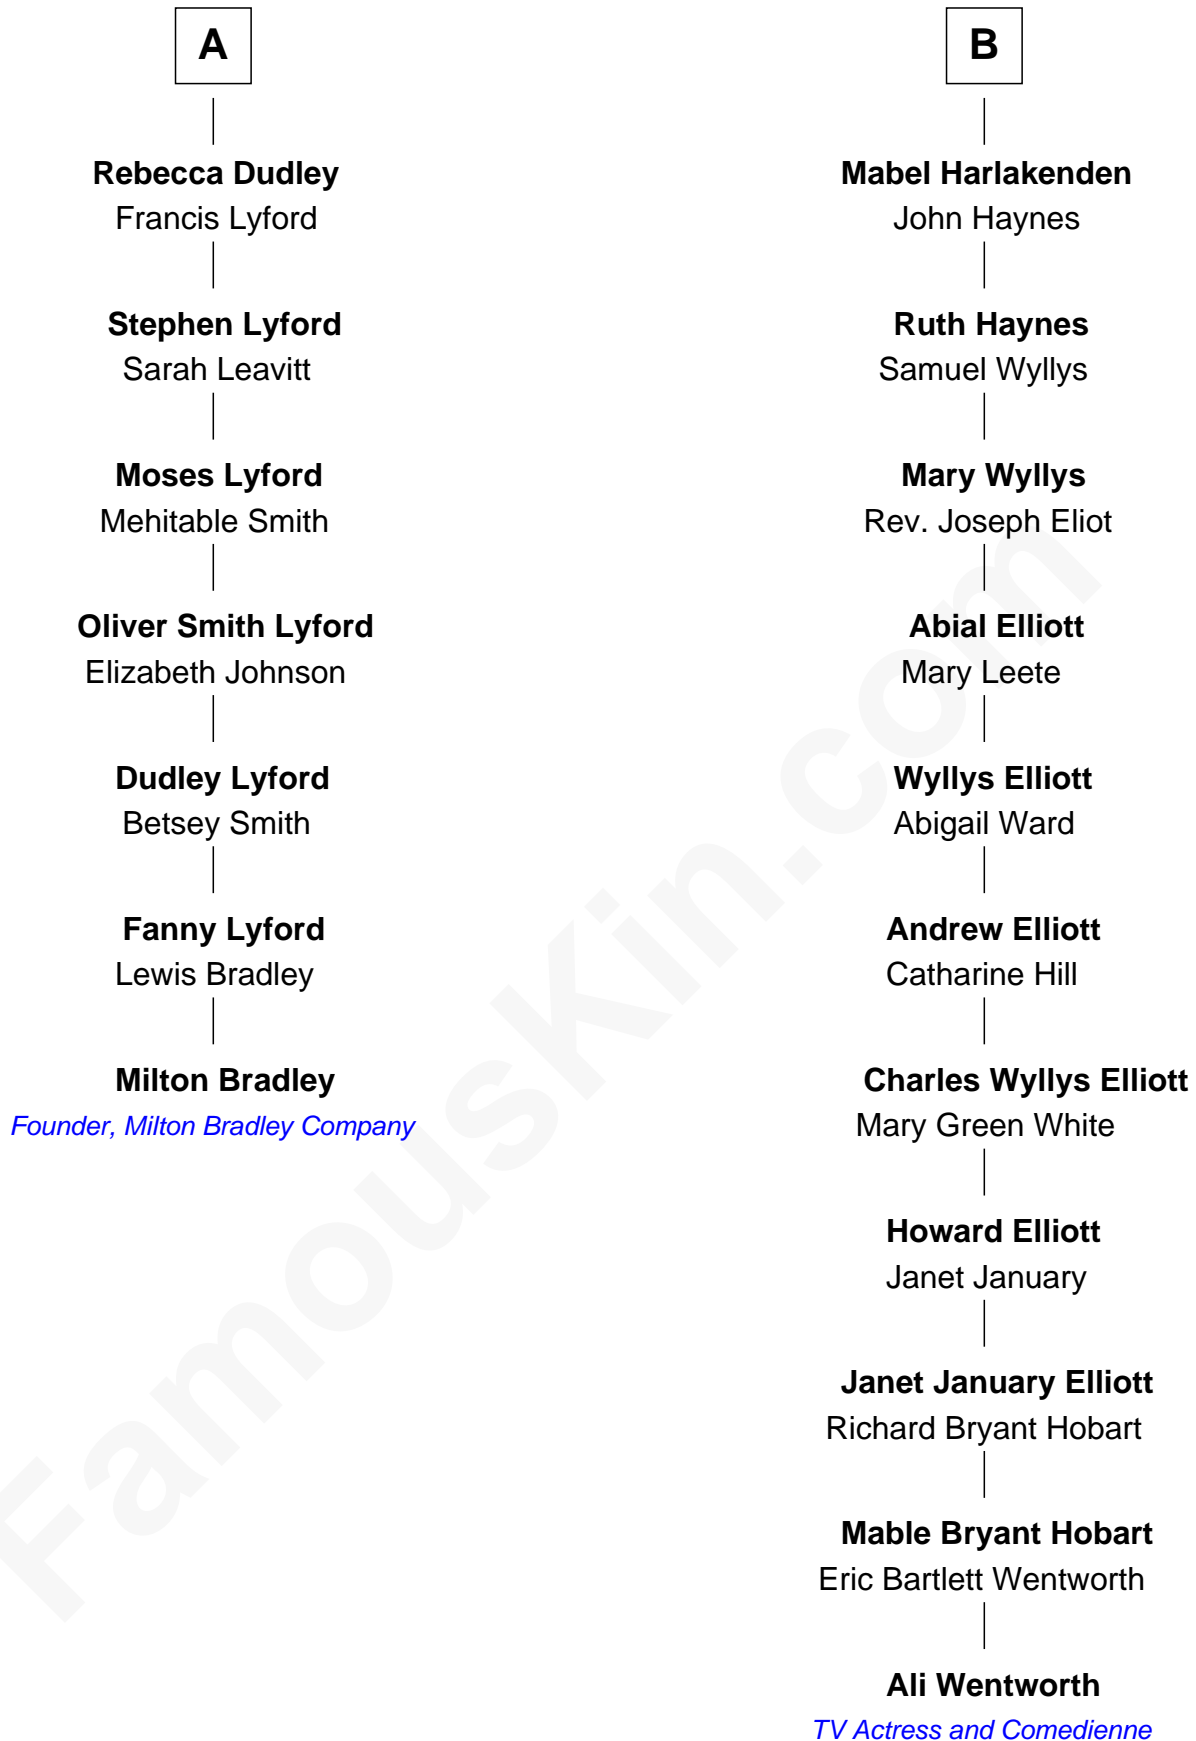 A
Rebecca Dudley
Francis Lyford
Stephen Lyford
Sarah Leavitt
Moses Lyford
Mehitable Smith
Oliver Smith Lyford
Elizabeth Johnson
Dudley Lyford
Betsey Smith
Fanny Lyford
Lewis Bradley
Milton Bradley
Founder, Milton Bradley Company
B
Mabel Harlakenden
John Haynes
Ruth Haynes
Samuel Wyllys
Mary Wyllys
Rev. Joseph Eliot
Abial Elliott
Mary Leete
Wyllys Elliott
Abigail Ward
Andrew Elliott
Catharine Hill
Charles Wyllys Elliott
Mary Green White
Howard Elliott
Janet January
Janet January Elliott
Richard Bryant Hobart
Mable Bryant Hobart
Eric Bartlett Wentworth
Ali Wentworth
TV Actress and Comedienne
FamousKin.com